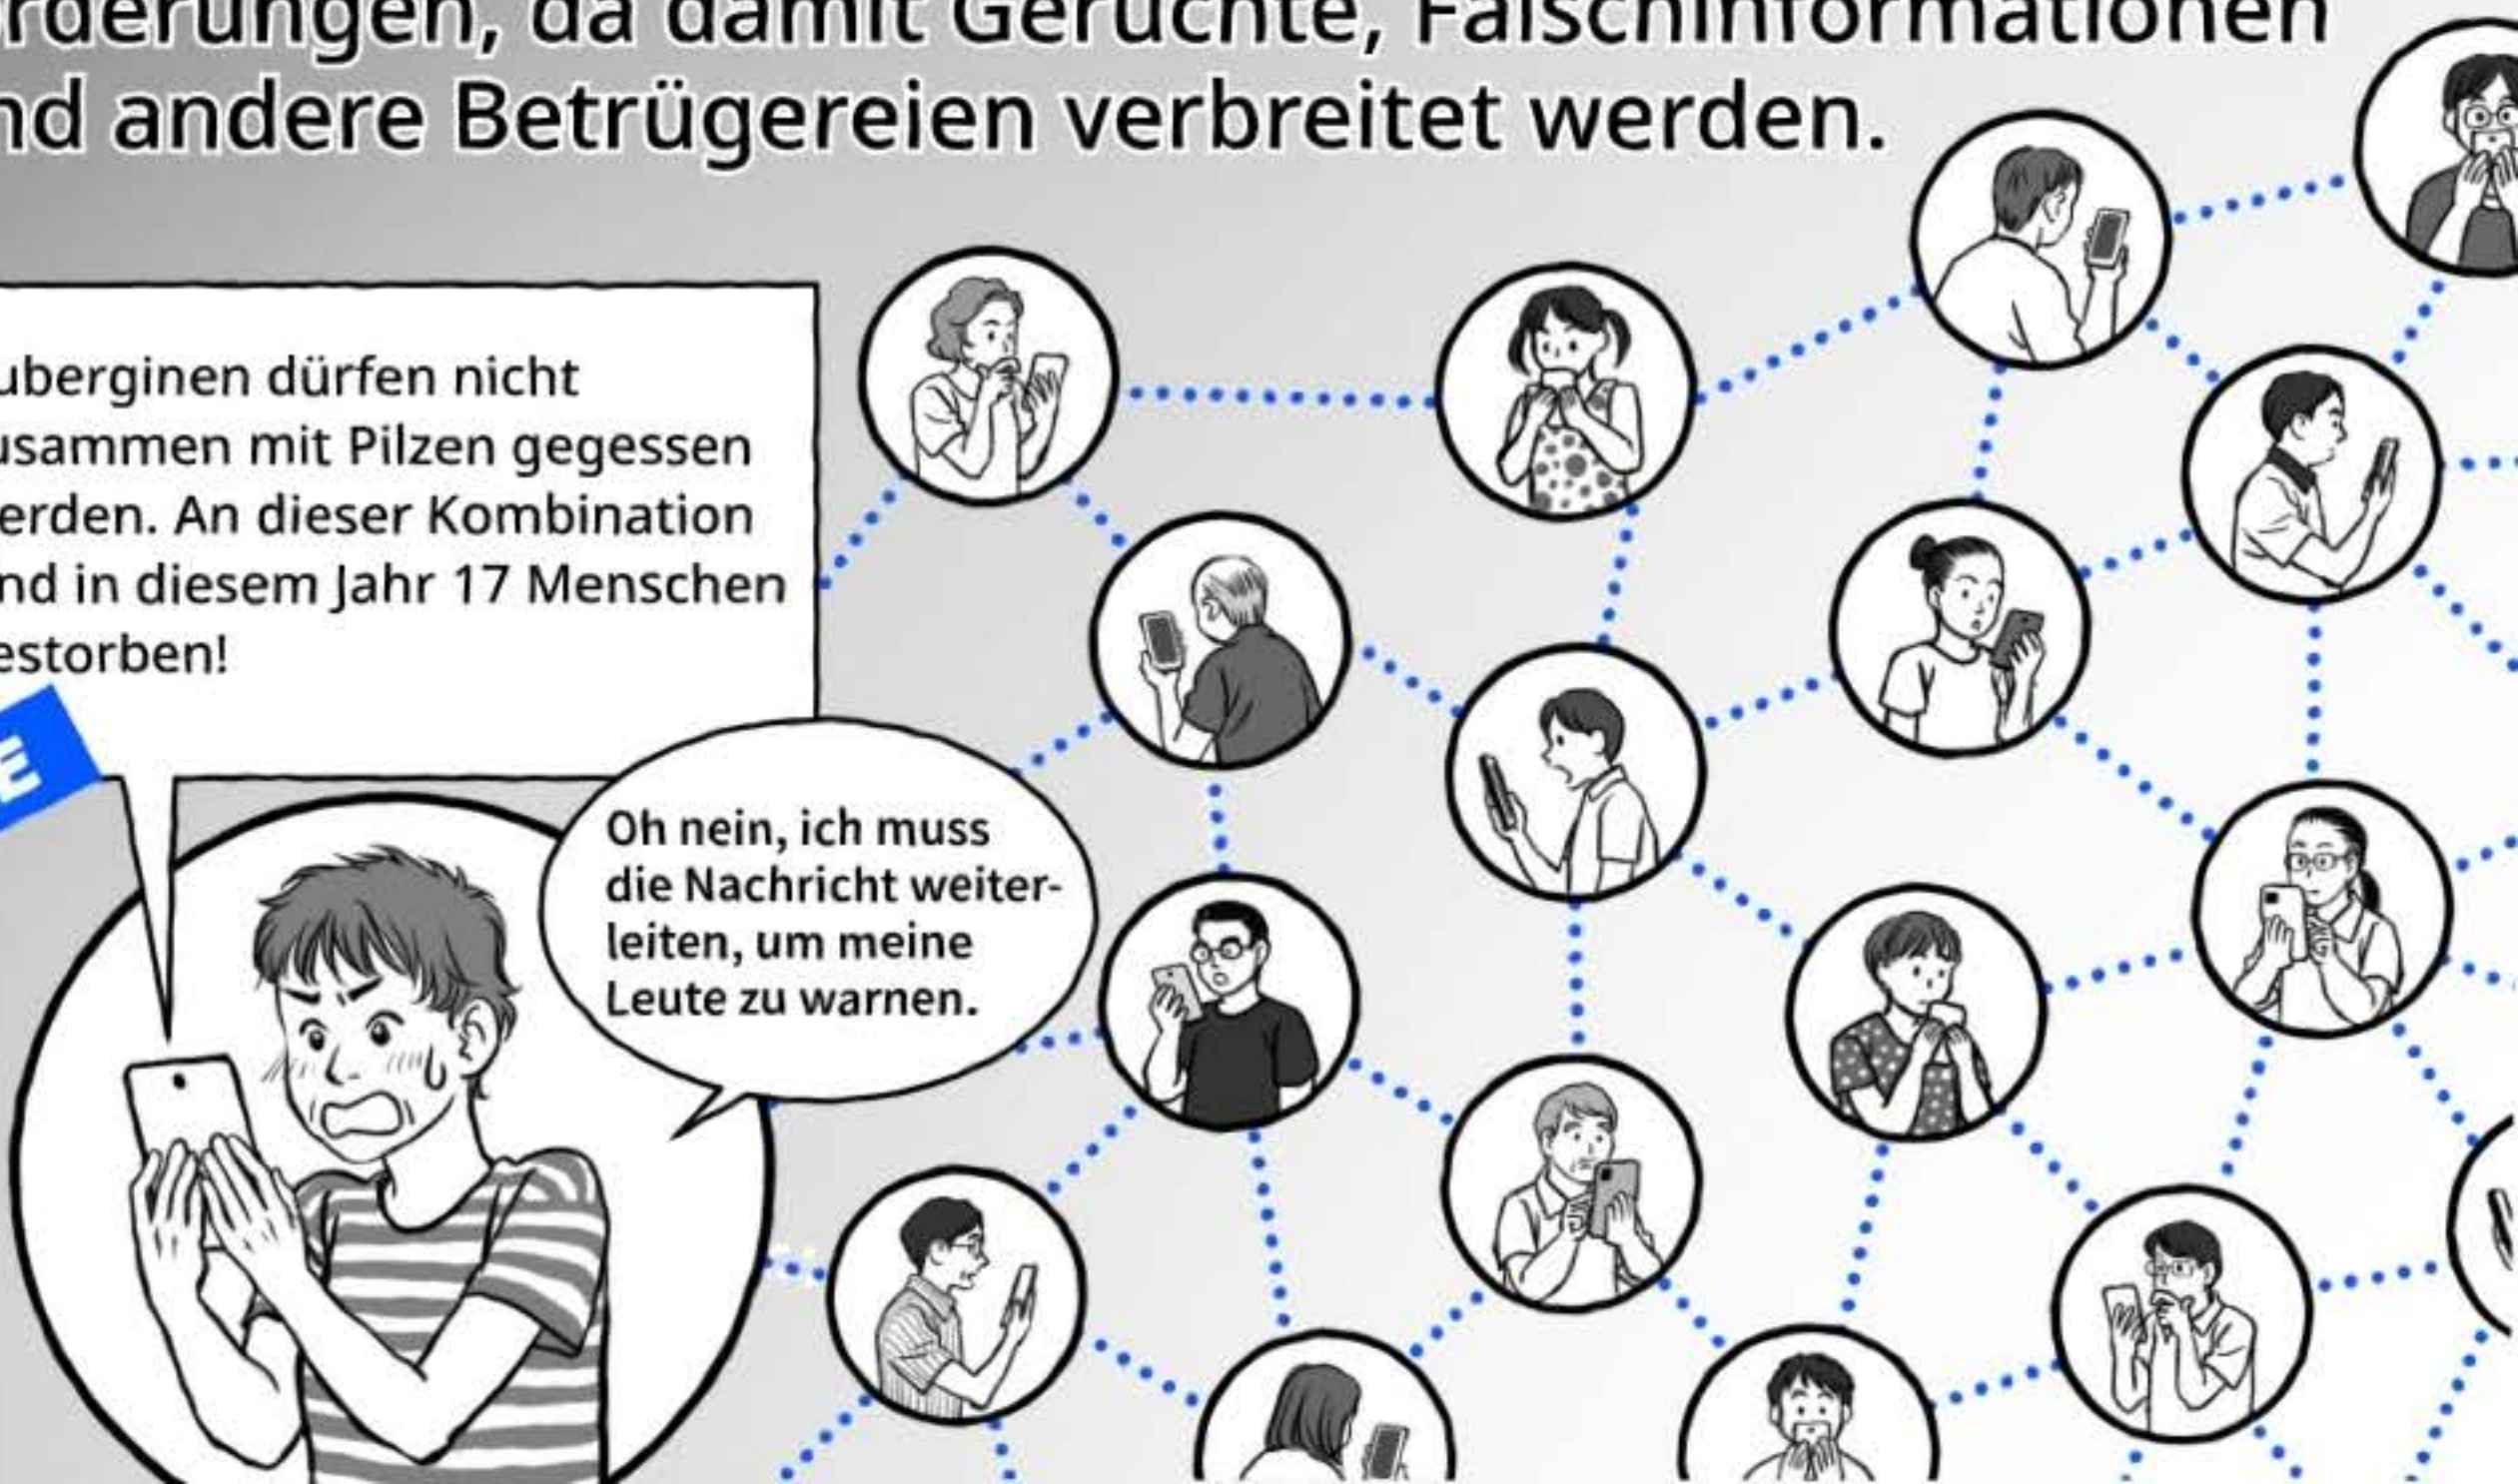 rderungen, da damit Gerüchte, Falschinformationen
nd andere Betrügereien verbreitet werden.
uberginen dürfen nicht
usammen mit Pilzen gegessen
erden. An dieser Kombination
nd in diesem Jahr 17 Menschen
estorben!
E
Oh nein, ich muss
die Nachricht weiter-
leiten, um meine
Leute zu warnen.